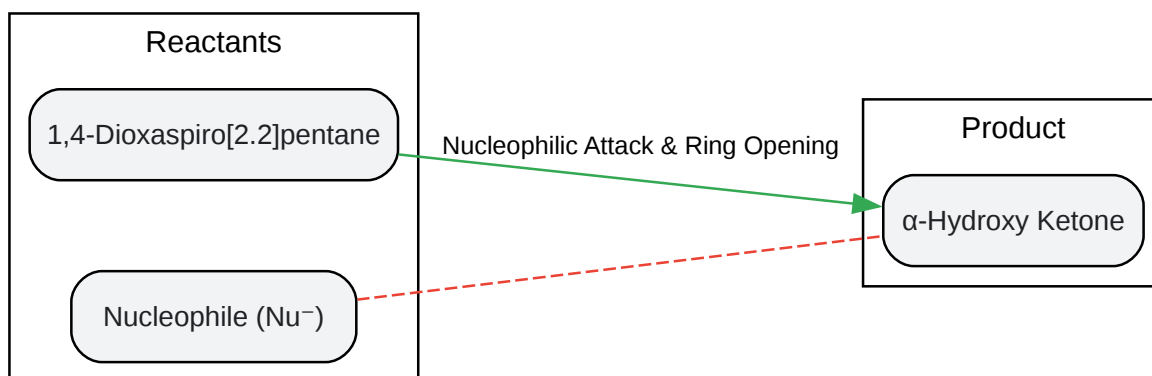 Reactants
1,4-Dioxaspiro[2.2]pentane
Nucleophilic Attack & Ring Opening
Nucleophile (Nu⁻)
Product
α-Hydroxy Ketone